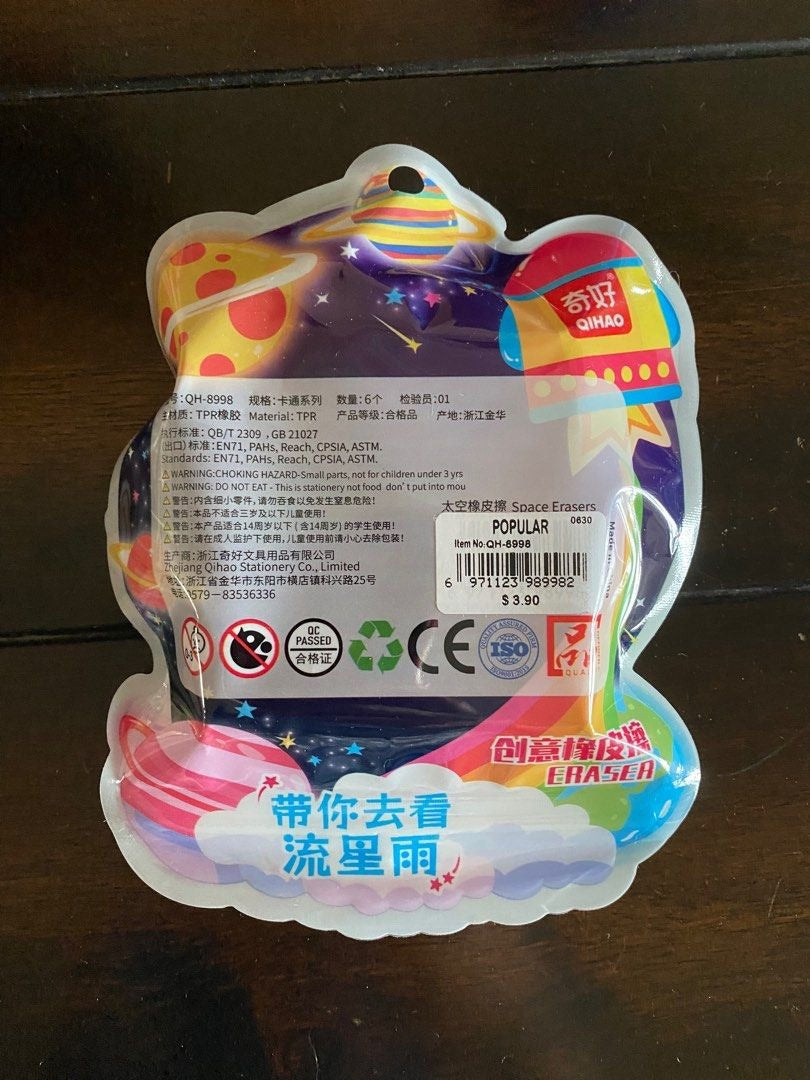 奇好®
QIHAO
号:QH-8998 规格:卡通系列 数量:6个 检验员:01
材质: TPR橡胶 Material: TPR 产品等级:合格品 产地:浙江金华
执行标准: QB/T 2309 , GB 21027
(出口) 标准:EN71, PAHs, Reach, CPSIA, ASTM.
Standards: EN71, PAHs, Reach, CPSIA, ASTM.
WARNING:CHOKING HAZARD-Small parts, not for children under 3 yrs
WARNING: DO NOT EAT - This is stationery not food don't put into mou
警告:内含细小零件,请勿吞食以免发生窒息危险!
警告:本品不适合三岁及以下儿童使用!
警告:本产品适合14周岁以下 ( 含14周岁) 的学生使用!
警告:请在成人监护下使用,儿童使用前请小心去除包装!
生产商:浙江奇好文具用品有限公司
Zhejiang Qihao Stationery Co., Limited
地址:浙江省金华市东阳市横店镇科兴路25号
电话:0579-83536336
太空橡皮擦 Space Erasers
POPULAR 0630
Item No:QH-8998
6 971123 989982
$ 3.90
Made
0-3
QC
PASSED
合格证
CE
QUALITY ASSURED FIRM
ISO
ISO9001:2015
品
QUA
创意橡皮擦
ERASER
带你去看
流星雨